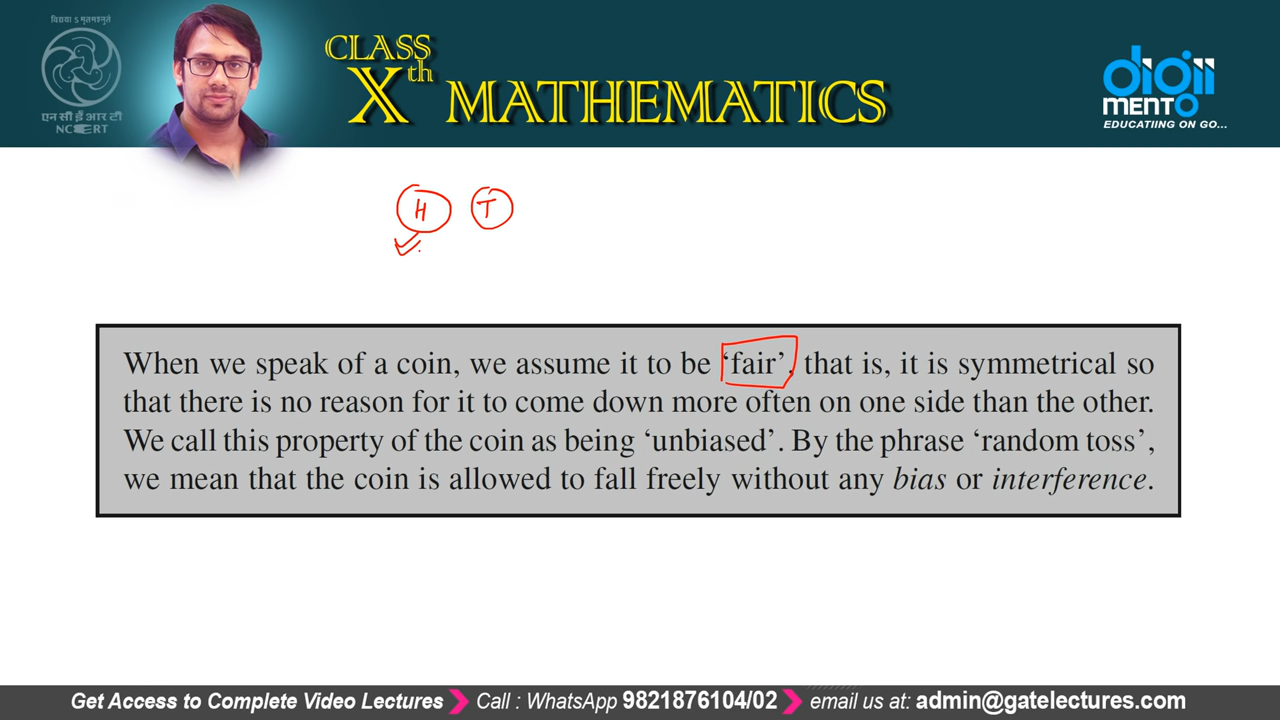 विद्यया ऽ मृतमश्नुते
एन सी ई आर टी
NCERT
CLASS
Xth MATHEMATICS
digii
MENTO
EDUCATIING ON GO...
H T
When we speak of a coin, we assume it to be ‘fair’, that is, it is symmetrical so
that there is no reason for it to come down more often on one side than the other.
We call this property of the coin as being ‘unbiased’. By the phrase ‘random toss’,
we mean that the coin is allowed to fall freely without any bias or interference.
Get Access to Complete Video Lectures Call : WhatsApp 9821876104/02 email us at: admin@gatelectures.com